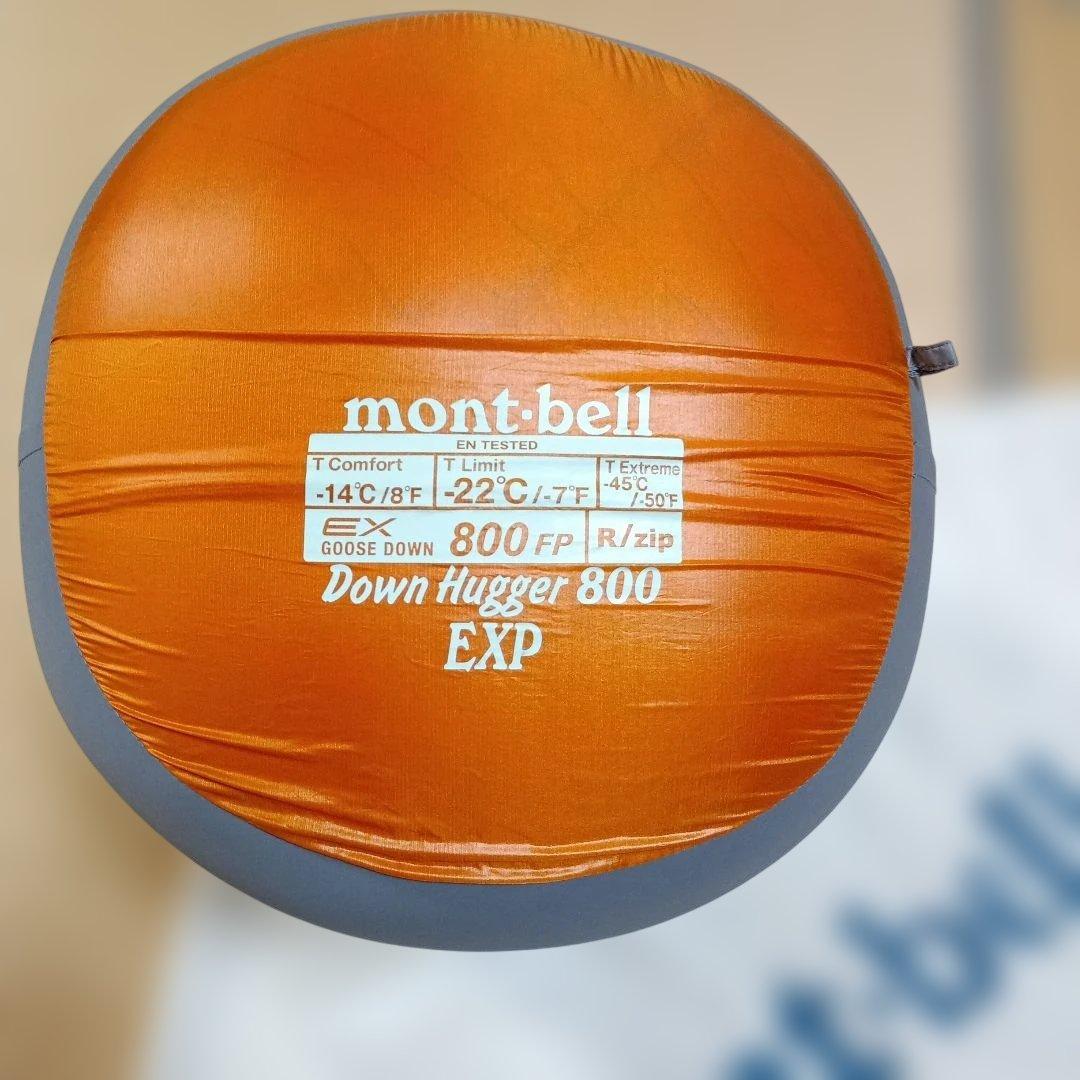 mont·bell
EN TESTED
T Comfort
-14℃/8°F
T Limit
-22℃/-7°F
T Extreme
-45℃
/-50°F
EX
GOOSE DOWN 800 FP
R/zip
Down Hugger 800
EXP
t·bell